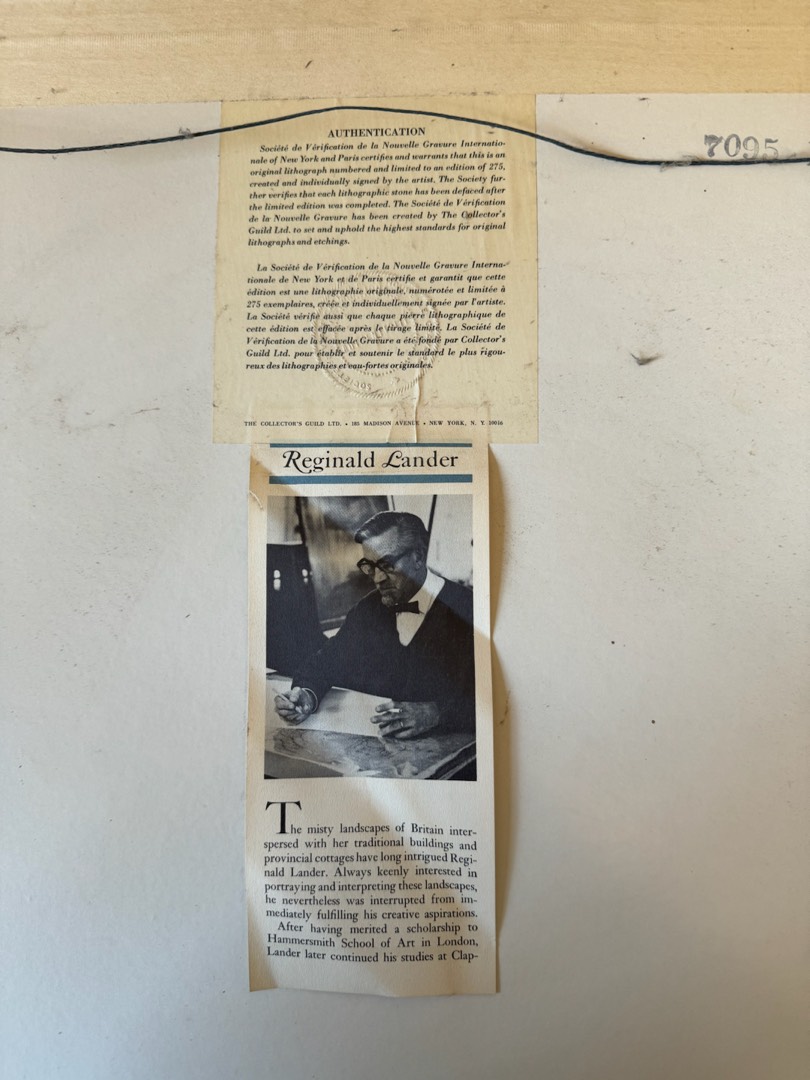 7095
AUTHENTICATION
Société de Vérification de la Nouvelle Gravure Internatio-
nale of New York and Paris certifies and warrants that this is an
original lithograph numbered and limited to an edition of 275,
created and individually signed by the artist. The Society fur-
ther verifies that each lithographic stone has been defaced after
the limited edition was completed. The Société de Vérification
de la Nouvelle Gravure has been created by The Collector's
Guild Ltd. to set and uphold the highest standards for original
lithographs and etchings.
La Société de Vérification de la Nouvelle Gravure Interna-
tionale de New York et de Paris certifie et garantit que cette
édition est une lithographie originale, numérotée et limitée à
275 exemplaires, créée et individuellement signée par l'artiste.
La Société vérifie aussi que chaque pierre lithographique de
cette édition est effacée après le tirage limité. La Société de
Vérification de la Nouvelle Gravure a été fondé par Collector's
Guild Ltd. pour établir et soutenir le standard le plus rigou-
reux des lithographies et eau-fortes originales.
THE COLLECTOR'S GUILD LTD. • 185 MADISON AVENUE • NEW YORK, N. Y. 10016
Reginald Lander
The misty landscapes of Britain inter-
spersed with her traditional buildings and
provincial cottages have long intrigued Regi-
nald Lander. Always keenly interested in
portraying and interpreting these landscapes,
he nevertheless was interrupted from im-
mediately fulfilling his creative aspirations.
After having merited a scholarship to
Hammersmith School of Art in London,
Lander later continued his studies at Clap-